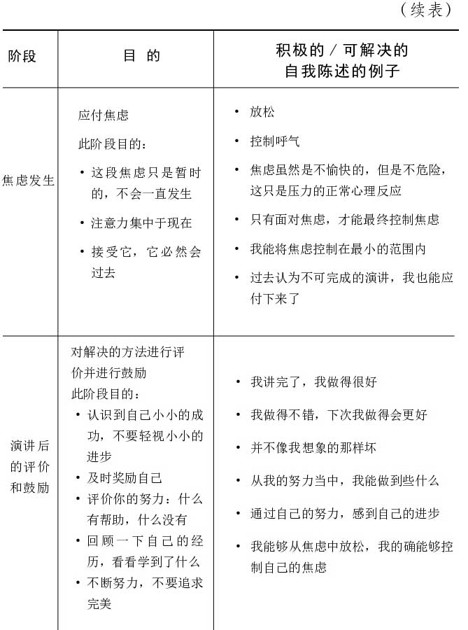 （续表）
阶段
目 的
积极的 / 可解决的
自我陈述的例子
焦虑发生
应付焦虑
此阶段目的：
• 这段焦虑只是暂时
的，不会一直发生
• 注意力集中于现在
• 接受它，它必然会
过去
• 放松
• 控制呼气
• 焦虑虽然是不愉快的，但是不危险，
这只是压力的正常心理反应
• 只有面对焦虑，才能最终控制焦虑
• 我能将焦虑控制在最小的范围内
• 过去认为不可完成的演讲，我也能应
付下来了
演讲后
的评价
和鼓励
对解决的方法进行评
价并进行鼓励
此阶段目的：
• 认识到自己小小的成
功，不要轻视小小的
进步
• 及时奖励自己
• 评价你的努力：什么
有帮助，什么没有
• 回顾一下自己的经
历，看看学到了什么
• 不断努力，不要追求
完美
• 我讲完了，我做得很好
• 我做得不错，下次我做得会更好
• 并不像我想象的那样坏
• 从我的努力当中，我能做到些什么
• 通过自己的努力，感到自己的进步
• 我能够从焦虑中放松，我的确能够控
制自己的焦虑